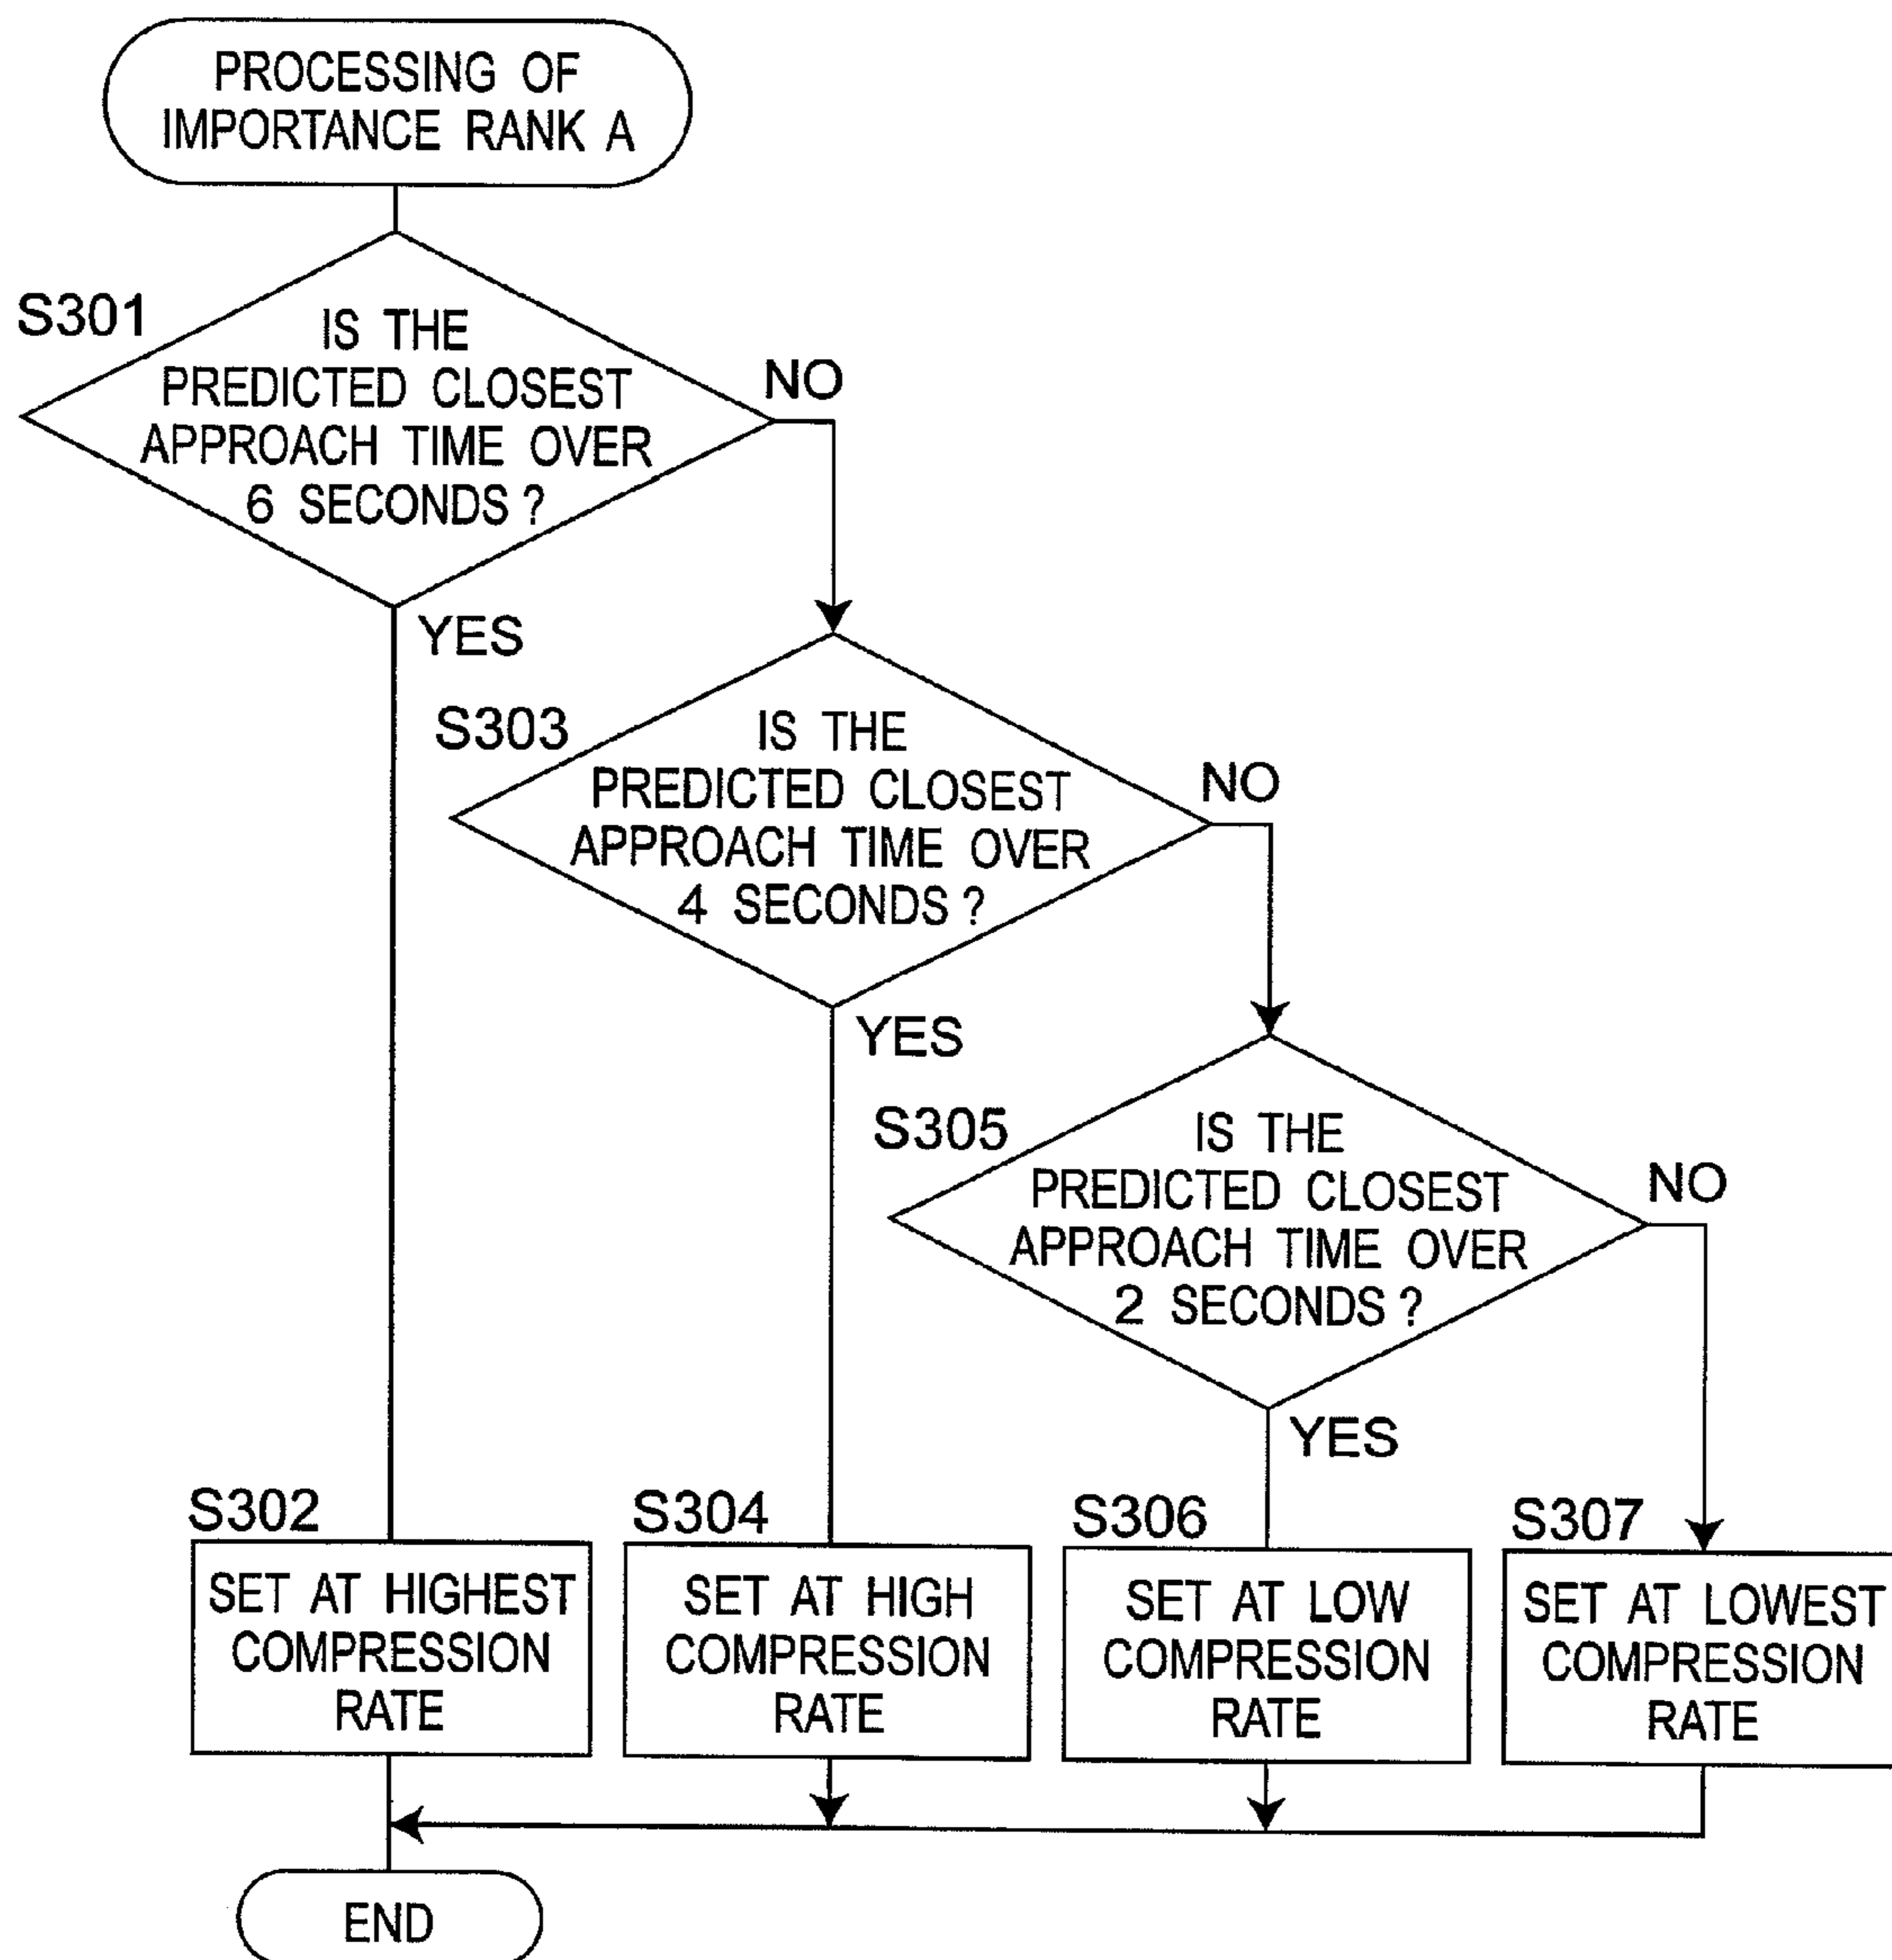 PROCESSING OF
IMPORTANCE RANK A
S301
IS THE
PREDICTED CLOSEST
APPROACH TIME OVER
6 SECONDS ?
NO
YES
S303
IS THE
PREDICTED CLOSEST
APPROACH TIME OVER
4 SECONDS ?
NO
YES
S305
IS THE
PREDICTED CLOSEST
APPROACH TIME OVER
2 SECONDS ?
NO
YES
S302
SET AT HIGHEST
COMPRESSION
RATE
S304
SET AT HIGH
COMPRESSION
RATE
S306
SET AT LOW
COMPRESSION
RATE
S307
SET AT LOWEST
COMPRESSION
RATE
END